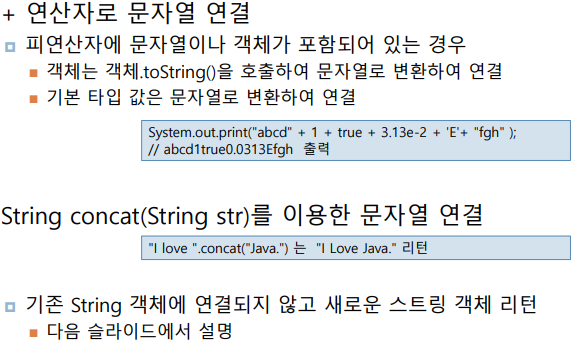 + 연산자로 문자열 연결
피연산자에 문자열이나 객체가 포함되어 있는 경우
객체는 객체.toString()을 호출하여 문자열로 변환하여 연결
기본 타입 값은 문자열로 변환하여 연결
System.out.print("abcd" + 1 + true + 3.13e-2 + 'E'+ "fgh" );
// abcd1true0.0313Efgh 출력
String concat(String str)를 이용한 문자열 연결
"I love ".concat("Java.") 는 "I Love Java." 리턴
기존 String 객체에 연결되지 않고 새로운 스트링 객체 리턴
다음 슬라이드에서 설명